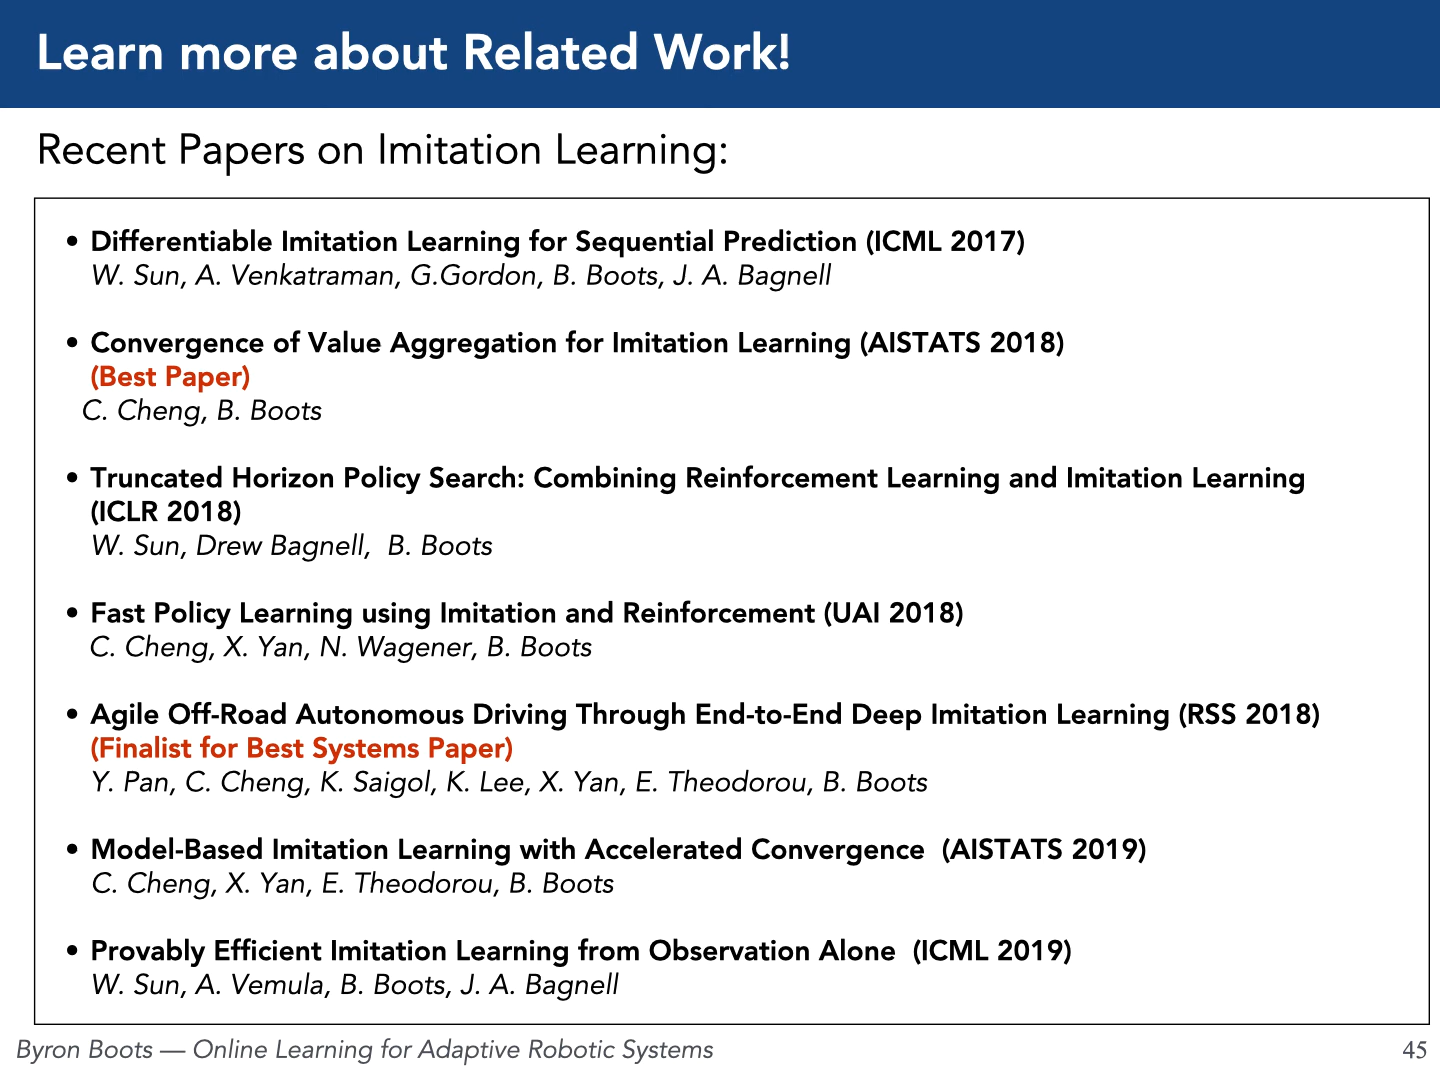 Learn more about Related Work!
Recent Papers on Imitation Learning:
• Differentiable Imitation Learning for Sequential Prediction (ICML 2017)
W. Sun, A. Venkatraman, G.Gordon, B. Boots, J. A. Bagnell
• Convergence of Value Aggregation for Imitation Learning (AISTATS 2018)
(Best Paper)
C. Cheng, B. Boots
• Truncated Horizon Policy Search: Combining Reinforcement Learning and Imitation Learning
(ICLR 2018)
W. Sun, Drew Bagnell,  B. Boots
• Fast Policy Learning using Imitation and Reinforcement (UAI 2018)
C. Cheng, X. Yan, N. Wagener, B. Boots
• Agile Off-Road Autonomous Driving Through End-to-End Deep Imitation Learning (RSS 2018)
(Finalist for Best Systems Paper)
Y. Pan, C. Cheng, K. Saigol, K. Lee, X. Yan, E. Theodorou, B. Boots
• Model-Based Imitation Learning with Accelerated Convergence  (AISTATS 2019)
C. Cheng, X. Yan, E. Theodorou, B. Boots
• Provably Efficient Imitation Learning from Observation Alone  (ICML 2019)
W. Sun, A. Vemula, B. Boots, J. A. Bagnell
Byron Boots — Online Learning for Adaptive Robotic Systems
45